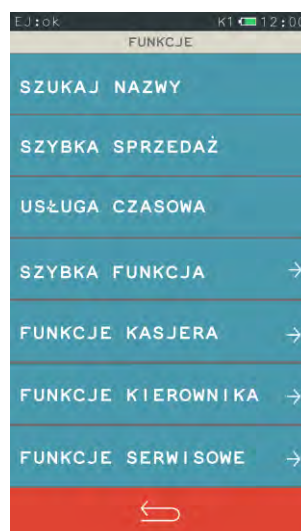 EJ:ok K1 12:00
FUNKCJE
SZUKAJ NAZWY
SZYBKA SPRZEDAŻ
USŁUGA CZASOWA
SZYBKA FUNKCJA
FUNKCJE KASJERA
FUNKCJE KIEROWNIKA
FUNKCJE SERWISOWE